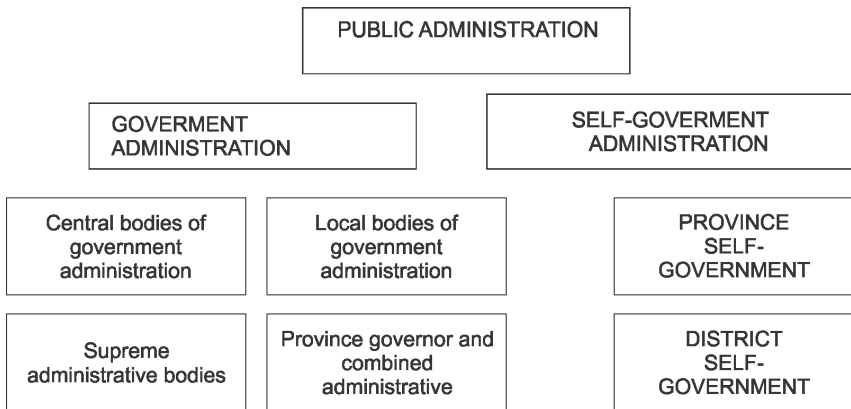 PUBLIC ADMINISTRATION
GOVERMENT
ADMINISTRATION
SELF-GOVERMENT
ADMINISTRATION
Central bodies of
government
administration
Local bodies of
government
administration
PROVINCE
SELF-
GOVERNMENT
Supreme
administrative bodies
Province governor and
combined
administrative
DISTRICT
SELF-
GOVERNMENT